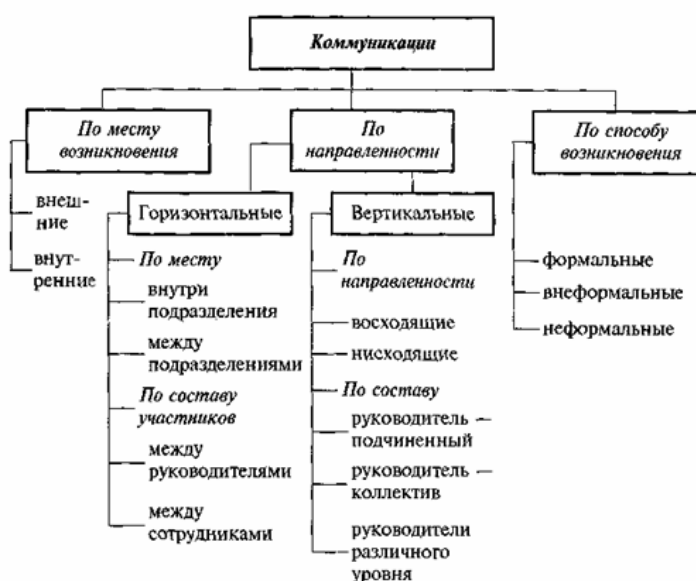 Коммуникации
По месту
возникновения
По
направленности
По способу
возникновения
внеш-
ние
внут-
ренние
Горизонтальные
По месту
внутри
подразделения
между
подразделениями
По составу
участников
между
руководителями
между
сотрудниками
Вертикальные
По
направленности
восходящие
нисходящие
По составу
руководитель —
подчиненный
руководитель —
коллектив
руководители
различного
уровня
формальные
внеформальные
неформальные